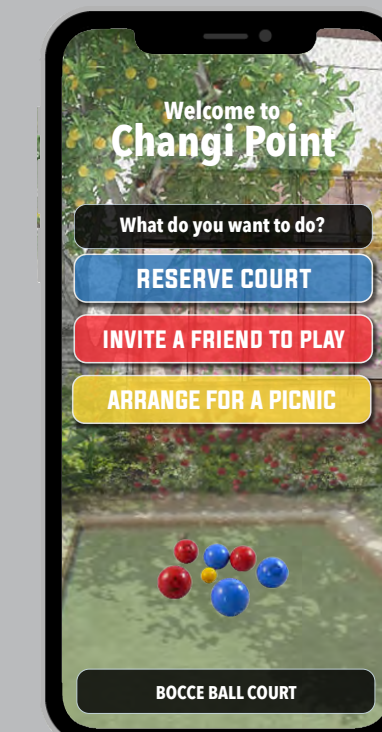 Welcome to
Changi Point
What do you want to do?
RESERVE COURT
INVITE A FRIEND TO PLAY
ARRANGE FOR A PICNIC
BOCCE BALL COURT